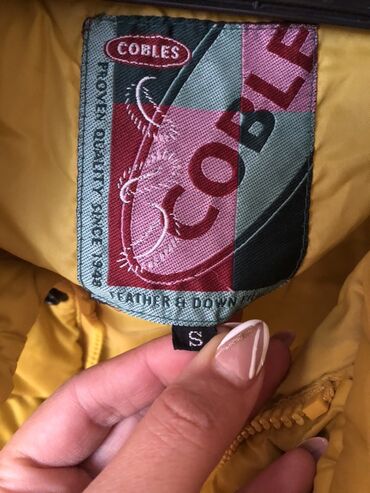 COBLES
COBLE
PROVEN QUALITY SINCE 1948
FEATHER & DOWN
S